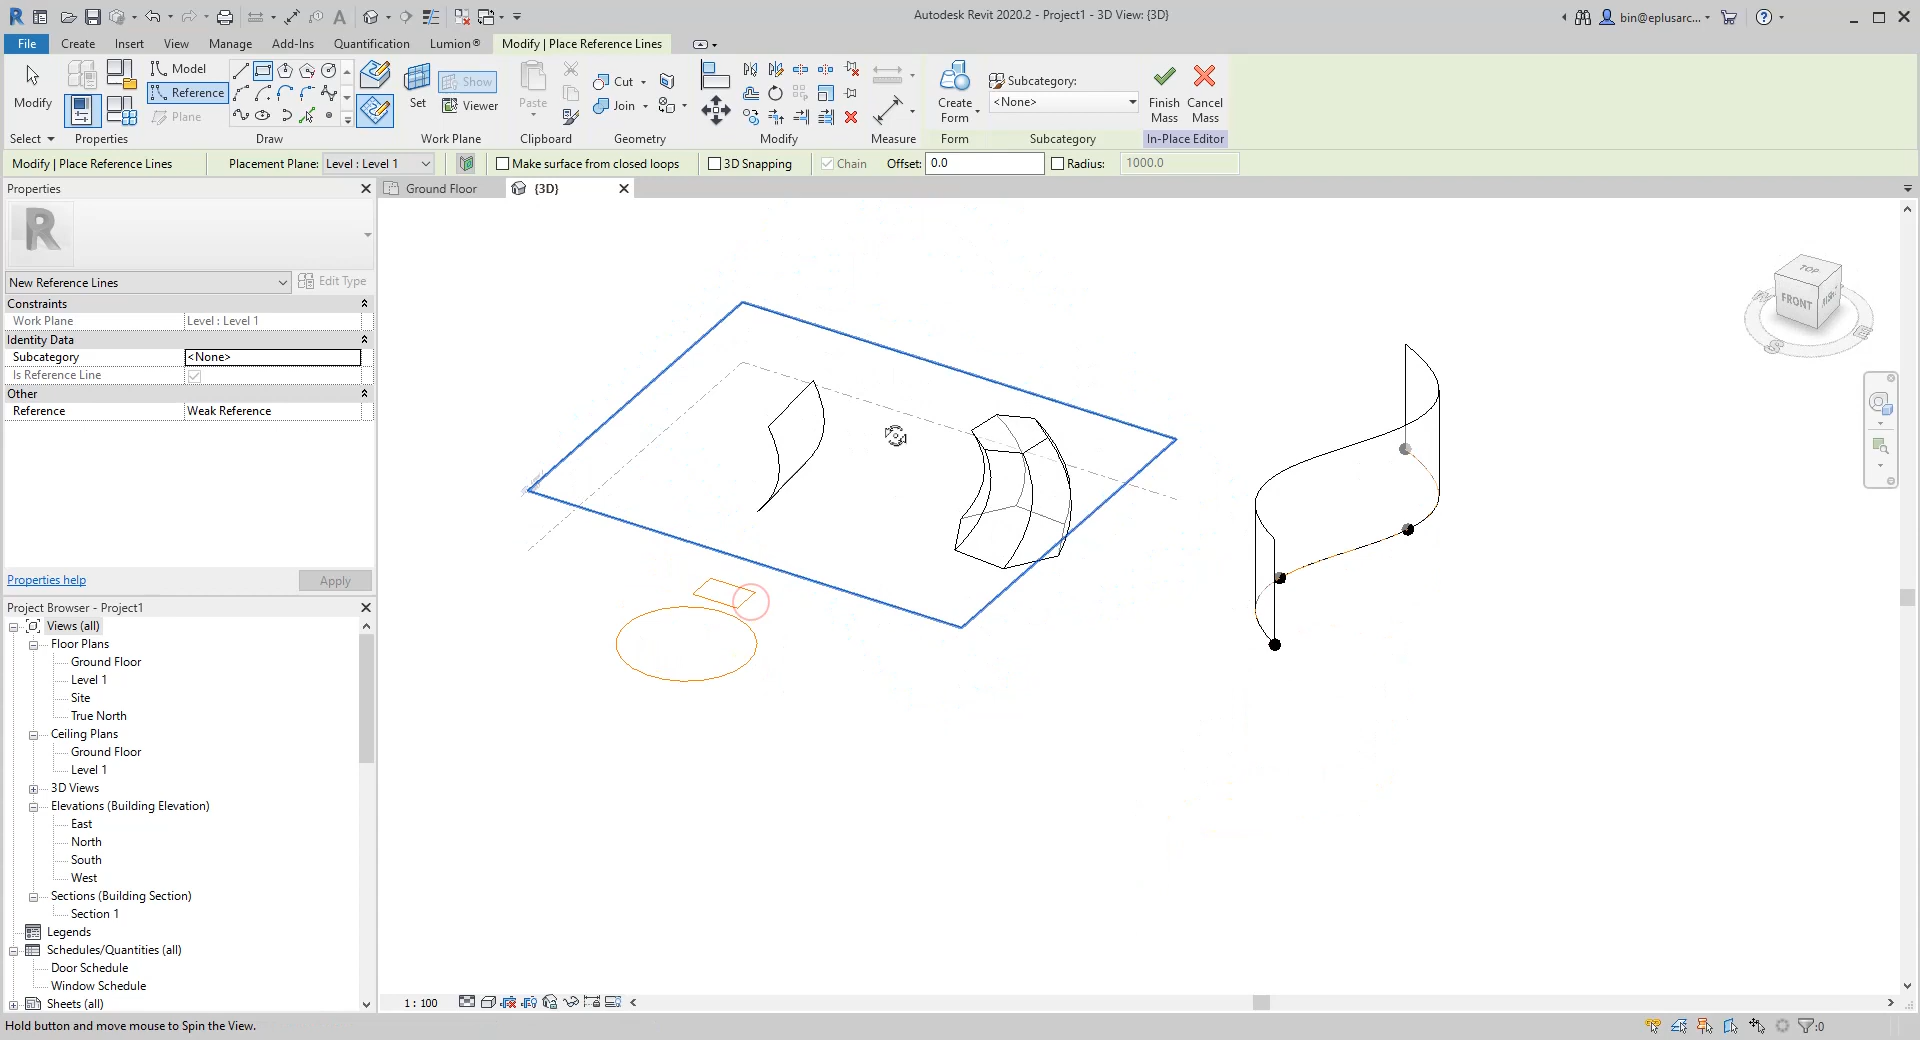 Autodesk Revit 2020.2 - Project1 - 3D View: {3D}
bin@eplusarc...
File Create Insert View Manage Add-Ins Quantification Lumion® Modify | Place Reference Lines
Modify
Select
Properties
Model
Reference
Plane
Draw
Set
Show
Viewer
Work Plane
Paste
Clipboard
Cut
Join
Geometry
Modify
Measure
Create Form
Form
Subcategory:
<None>
Subcategory
Finish Mass
Cancel Mass
In-Place Editor
Modify | Place Reference Lines Placement Plane: Level : Level 1 Make surface from closed loops 3D Snapping Chain Offset: 0.0 Radius: 1000.0
Properties
Ground Floor
{3D}
R
New Reference Lines
Edit Type
Constraints
Work Plane Level : Level 1
Identity Data
Subcategory <None>
Is Reference Line
Other
Reference Weak Reference
Properties help
Apply
Project Browser - Project1
Views (all)
Floor Plans
Ground Floor
Level 1
Site
True North
Ceiling Plans
Ground Floor
Level 1
3D Views
Elevations (Building Elevation)
East
North
South
West
Sections (Building Section)
Section 1
Legends
Schedules/Quantities (all)
Door Schedule
Window Schedule
Sheets (all)
TOP
FRONT
RIGHT
S
E
1 : 100
Hold button and move mouse to Spin the View.
:0